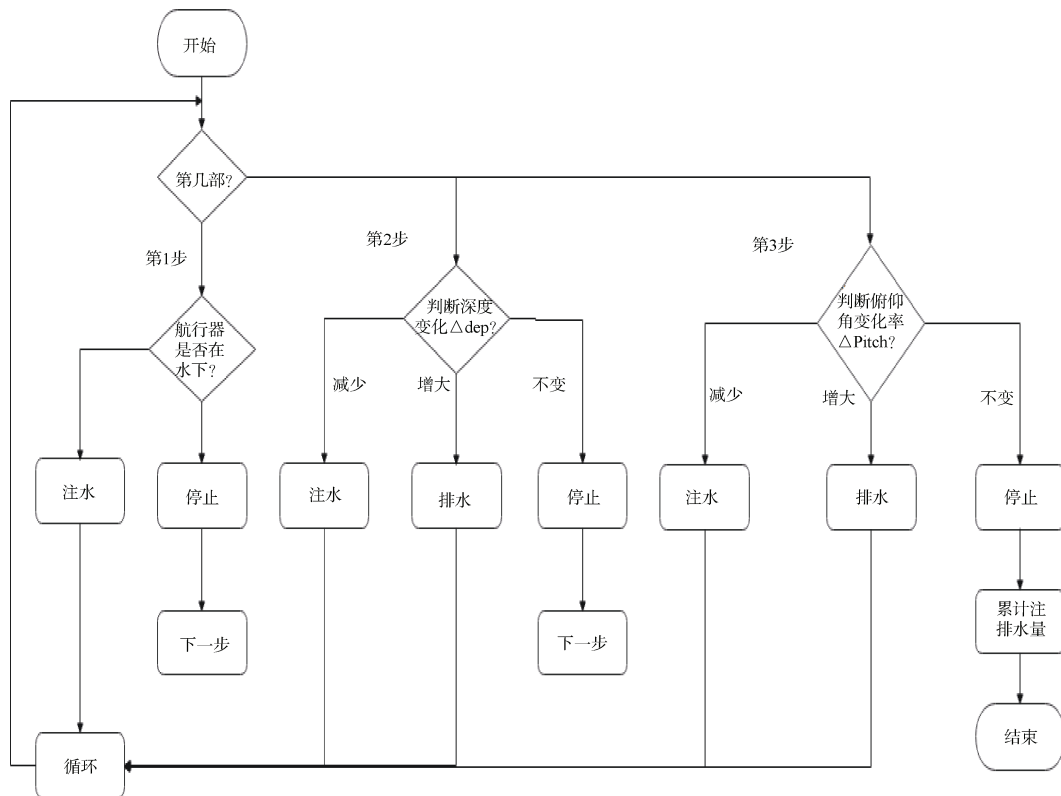 开始
第几部?
第1步
第2步
第3步
航行器
是否在
水下?
判断深度
变化△dep?
判断俯仰
角变化率
△Pitch?
减少
增大
不变
减少
增大
不变
注水
停止
注水
排水
停止
注水
排水
停止
下一步
下一步
累计注
排水量
循环
结束